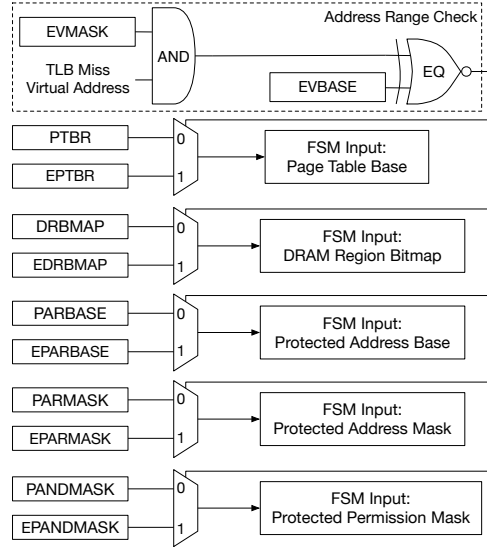 Address Range Check
EVMASK
AND
TLB Miss
Virtual Address
EQ
EVBASE
PTBR
0
FSM Input:
Page Table Base
EPTBR
1
DRBMAP
0
FSM Input:
DRAM Region Bitmap
EDRBMAP
1
PARBASE
0
FSM Input:
Protected Address Base
EPARBASE
1
PARMASK
0
FSM Input:
Protected Address Mask
EPARMASK
1
PANDMASK
0
FSM Input:
Protected Permission Mask
EPANDMASK
1